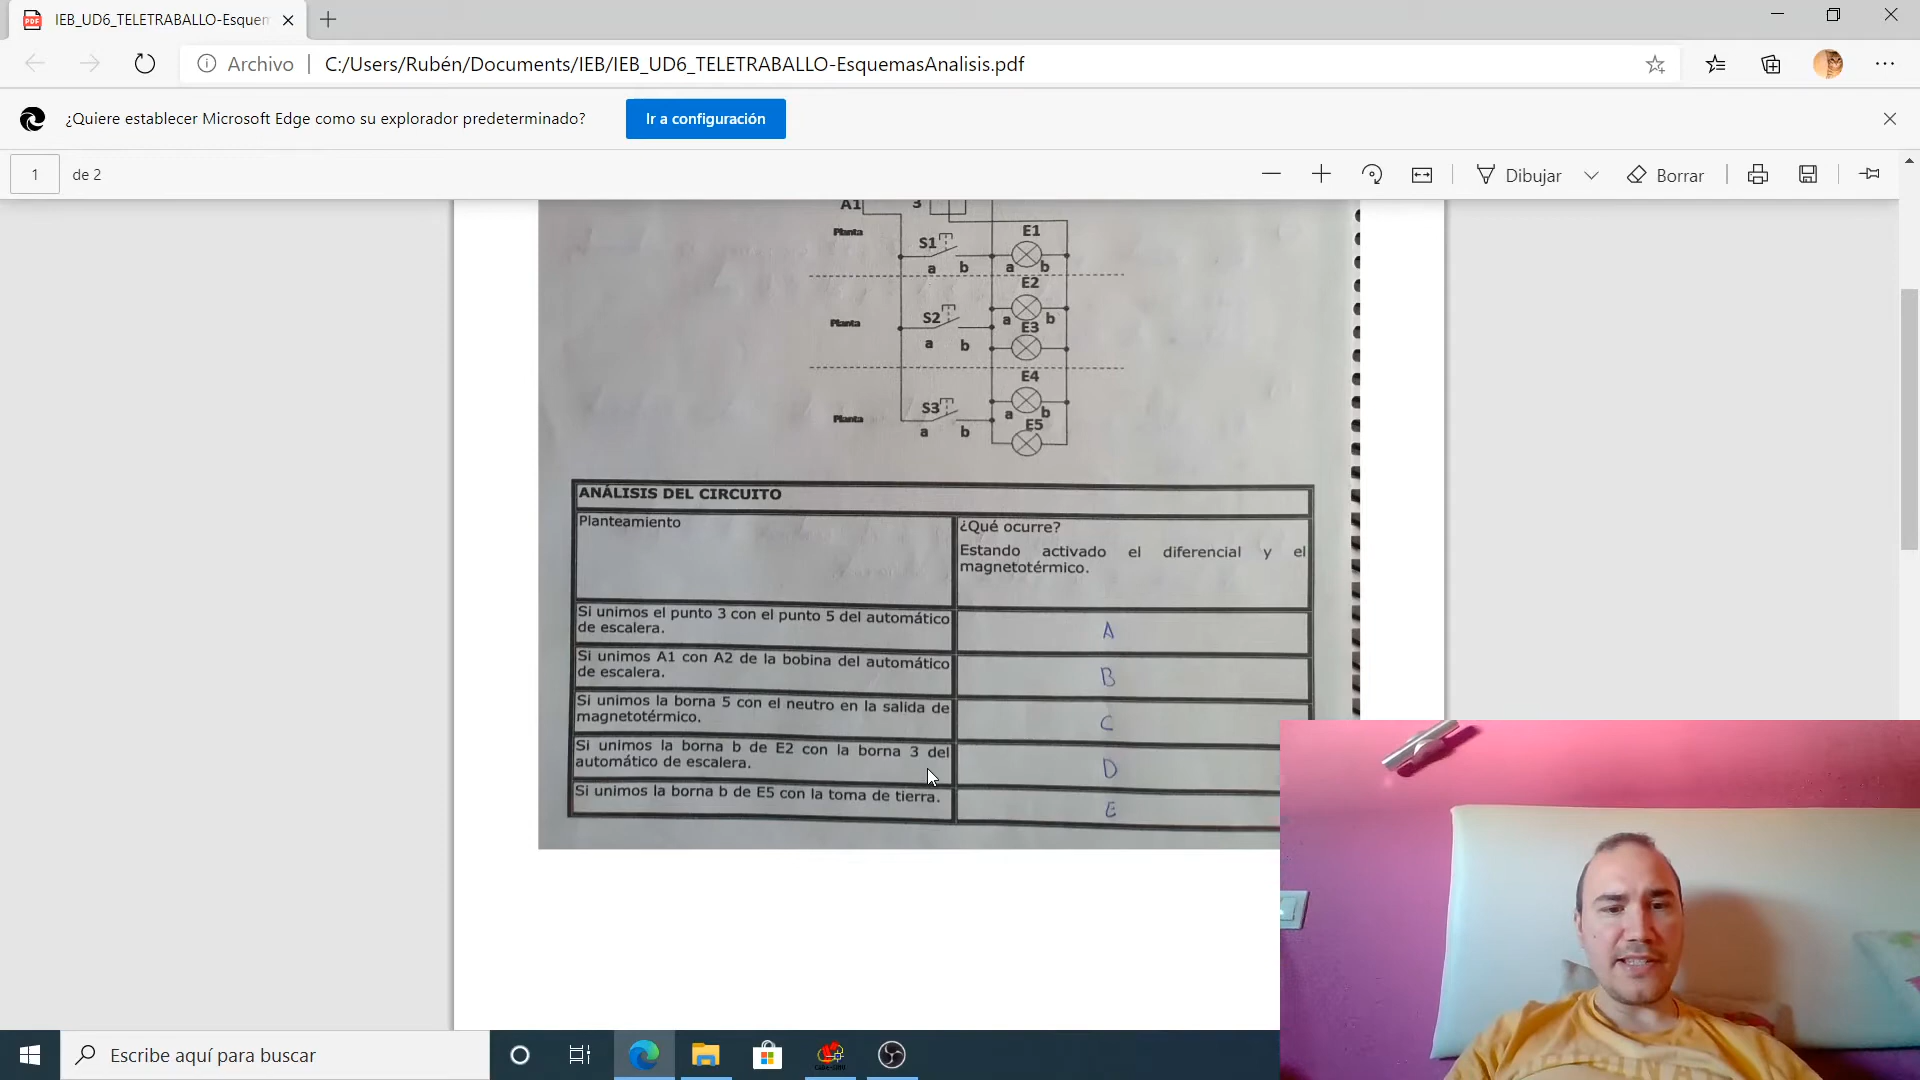 IEB_UD6_TELETRABALLO-Esquem
Archivo | C:/Users/Rubén/Documents/IEB/IEB_UD6_TELETRABALLO-EsquemasAnalisis.pdf
¿Quiere establecer Microsoft Edge como su explorador predeterminado? Ir a configuración
1 de 2 Dibujar Borrar
A1 3
Planta S1 E1
a b a b
E2
Planta S2 a b
E3
a b
E4
Planta S3 a b
E5
a b
ANÁLISIS DEL CIRCUITO
Planteamiento
¿Qué ocurre?
Estando activado el diferencial y el
magnetotérmico.
Si unimos el punto 3 con el punto 5 del automático
de escalera.
A
Si unimos A1 con A2 de la bobina del automático
de escalera.
B
Si unimos la borna 5 con el neutro en la salida de
magnetotérmico.
C
Si unimos la borna b de E2 con la borna 3 del
automático de escalera.
D
Si unimos la borna b de E5 con la toma de tierra.
E
Escribe aquí para buscar